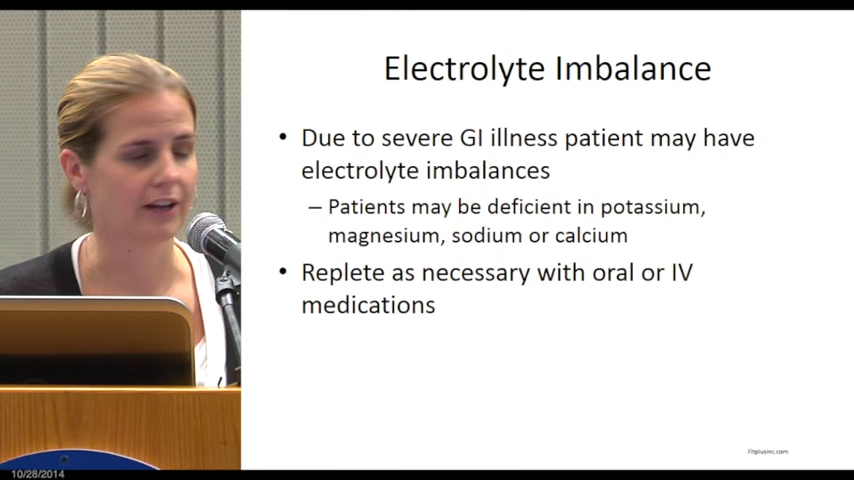 Electrolyte Imbalance
• Due to severe GI illness patient may have
electrolyte imbalances
– Patients may be deficient in potassium,
magnesium, sodium or calcium
• Replete as necessary with oral or IV
medications
Fitplusinc.com
10/28/2014